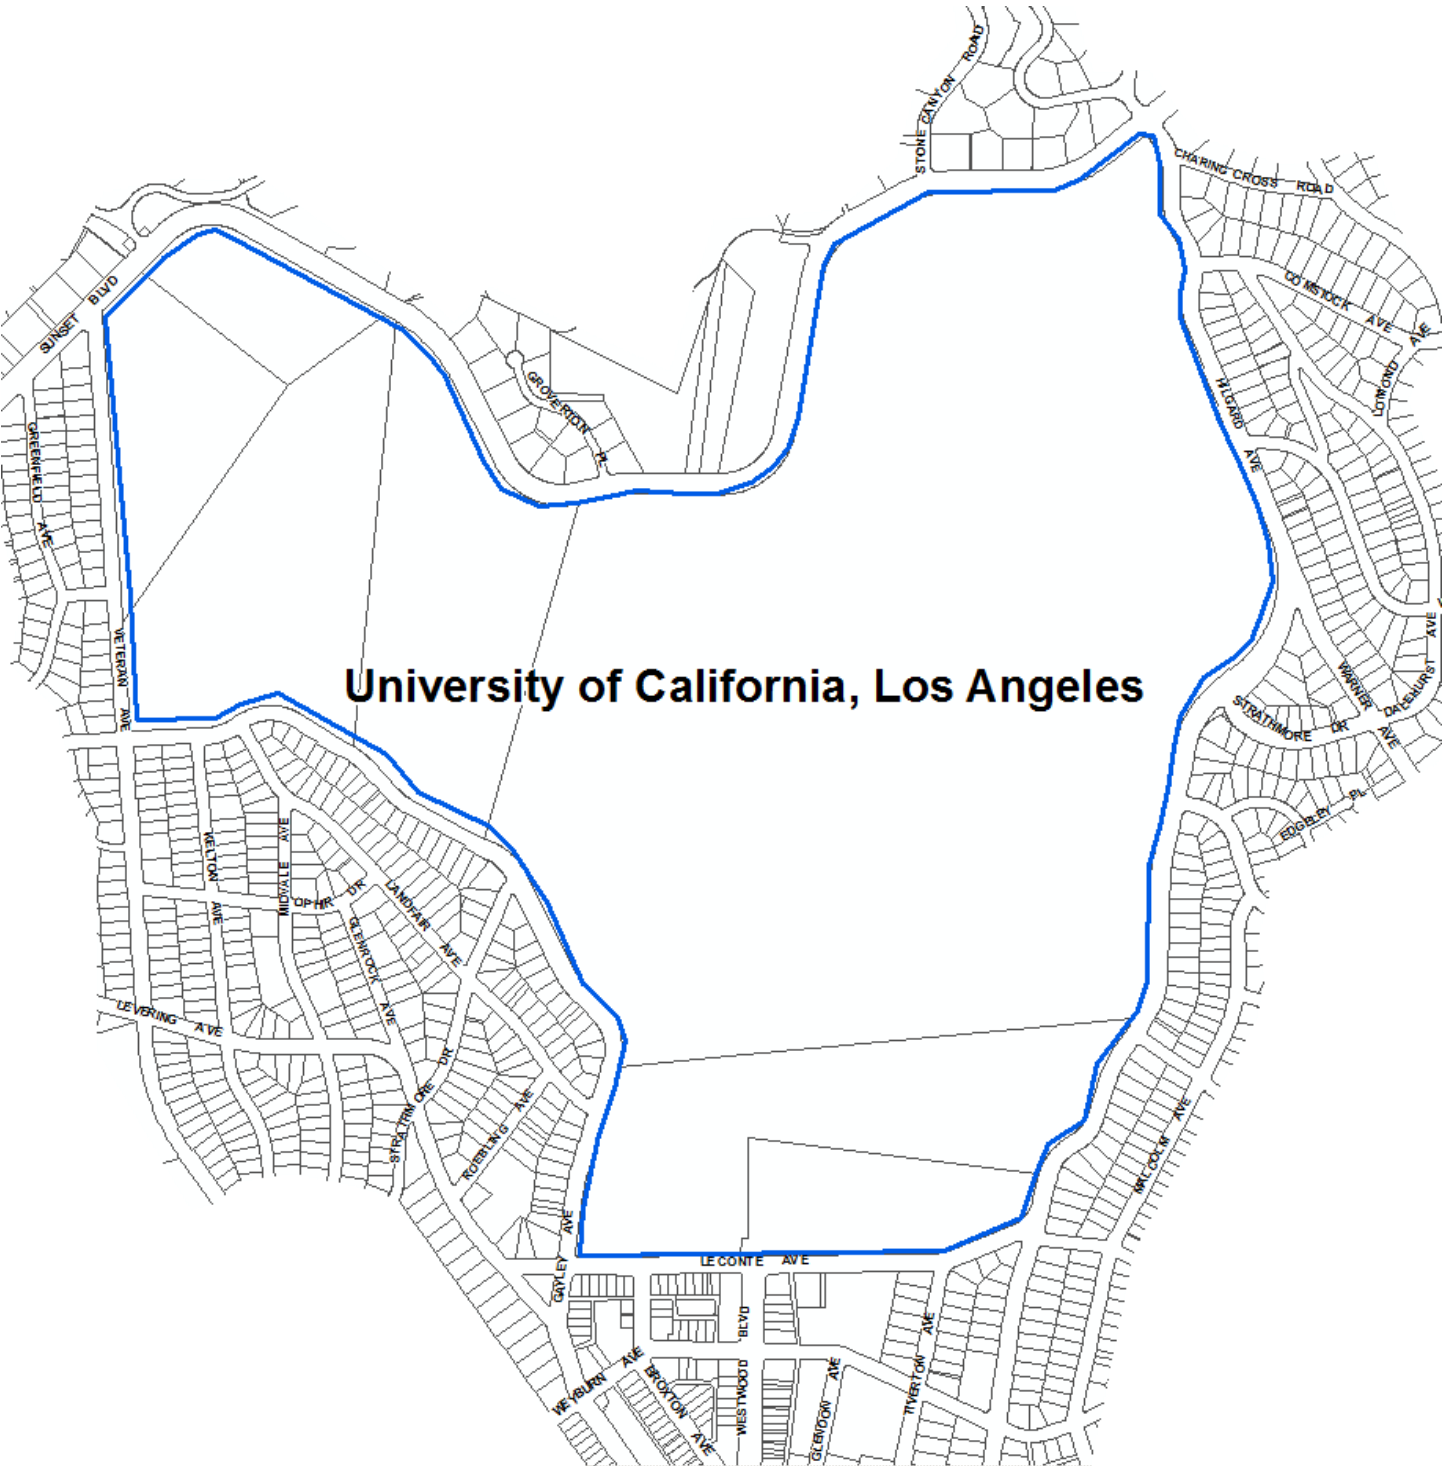 STONE CANYON ROAD
CHARING CROSS ROAD
SUNSET BLVD
COMSTOCK AVE
LOMOND AVE
GROVERTON PL
HILGARD AVE
GREENFIELD AVE
VETERAN AVE
University of California, Los Angeles
WARNER AVE
DALEHURST AVE
STRATHMORE DR
EDGELEY PL
KELTON AVE
MIDVALE AVE
OPHIR DR
LANDFAIR AVE
GLENROCK AVE
LEVERING AVE
STRATHMORE DR
ROEBLING AVE
MALCOLM AVE
GAYLEY AVE
LE CONTE AVE
WESTWOOD BLVD
TIVERTON AVE
WEYBURN AVE
BROXTON AVE
GLENDON AVE